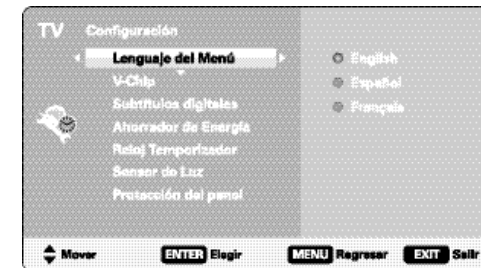 TV Configuración
Lenguaje del Menú
V-Chip
Subtítulos digitales
Ahorrador de Energía
Reloj Temporizador
Sensor de Luz
Protección del panel
English
Español
Français
Mover ENTER Elegir MENU Regresar EXIT Salir